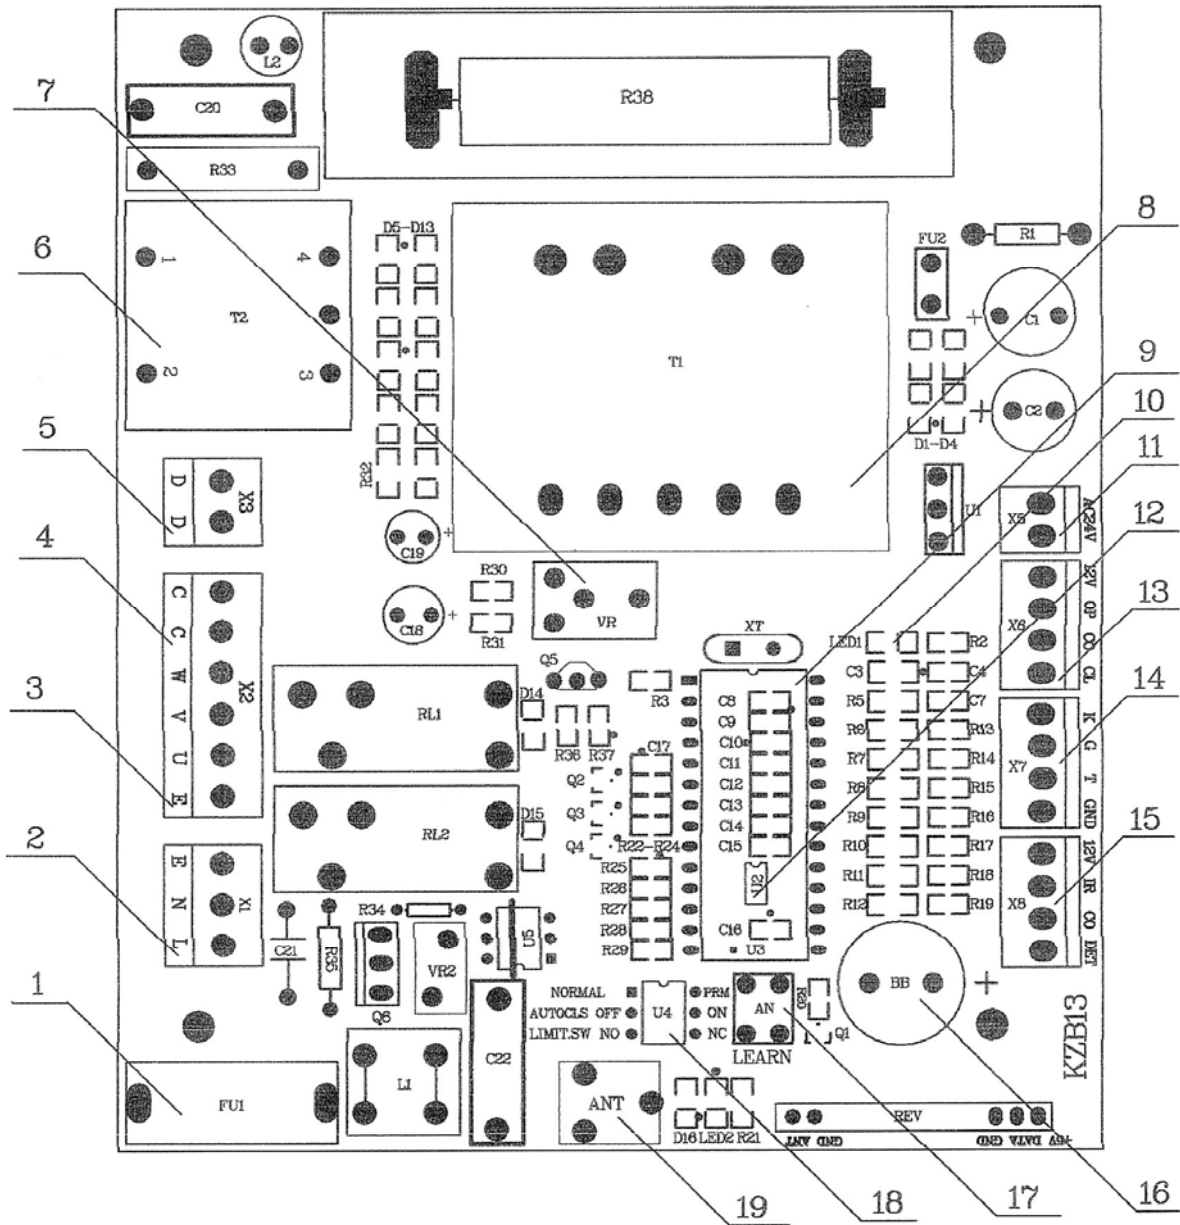 L2
7
C20
R38
R33
D5-D13
FU2
R1
8
6
1
4
T2
C1
T1
2
3
9
C2
10
5
D1-D4
R32
X3
D
D
U1
X5
AC24V
11
12
C19
4
R30
12V
OP
CO
CL
X6
13
C
C
W
V
U
E
X2
C18
R31
VR
XT
LED1
R2
Q5
C3
C4
14
3
RL1
D14
R3
C8
R5
C7
K
G
T
GND
X7
C9
R6
R13
R36
R37
C17
C10
R7
R14
C11
Q2
C12
R8
R15
RL2
D15
Q3
C13
R9
R16
15
2
Q4
C14
R22-R24
C15
R10
R17
12V
IR
CO
DET
X8
E
N
L
X1
R25
U2
R11
R18
R26
R34
R27
R12
R19
C21
R35
U5
R28
C16
VR2
R29
U3
BB
1
NORMAL
PRM
AN
R20
AUTOCLS OFF
U4
ON
Q6
LIMIT.SW NO
NC
Q1
LEARN
KZB13
C22
FU1
L1
ANT
REV
ANT
GND
GND
DATA
+5V
D16
LED2
R21
19
18
17
16